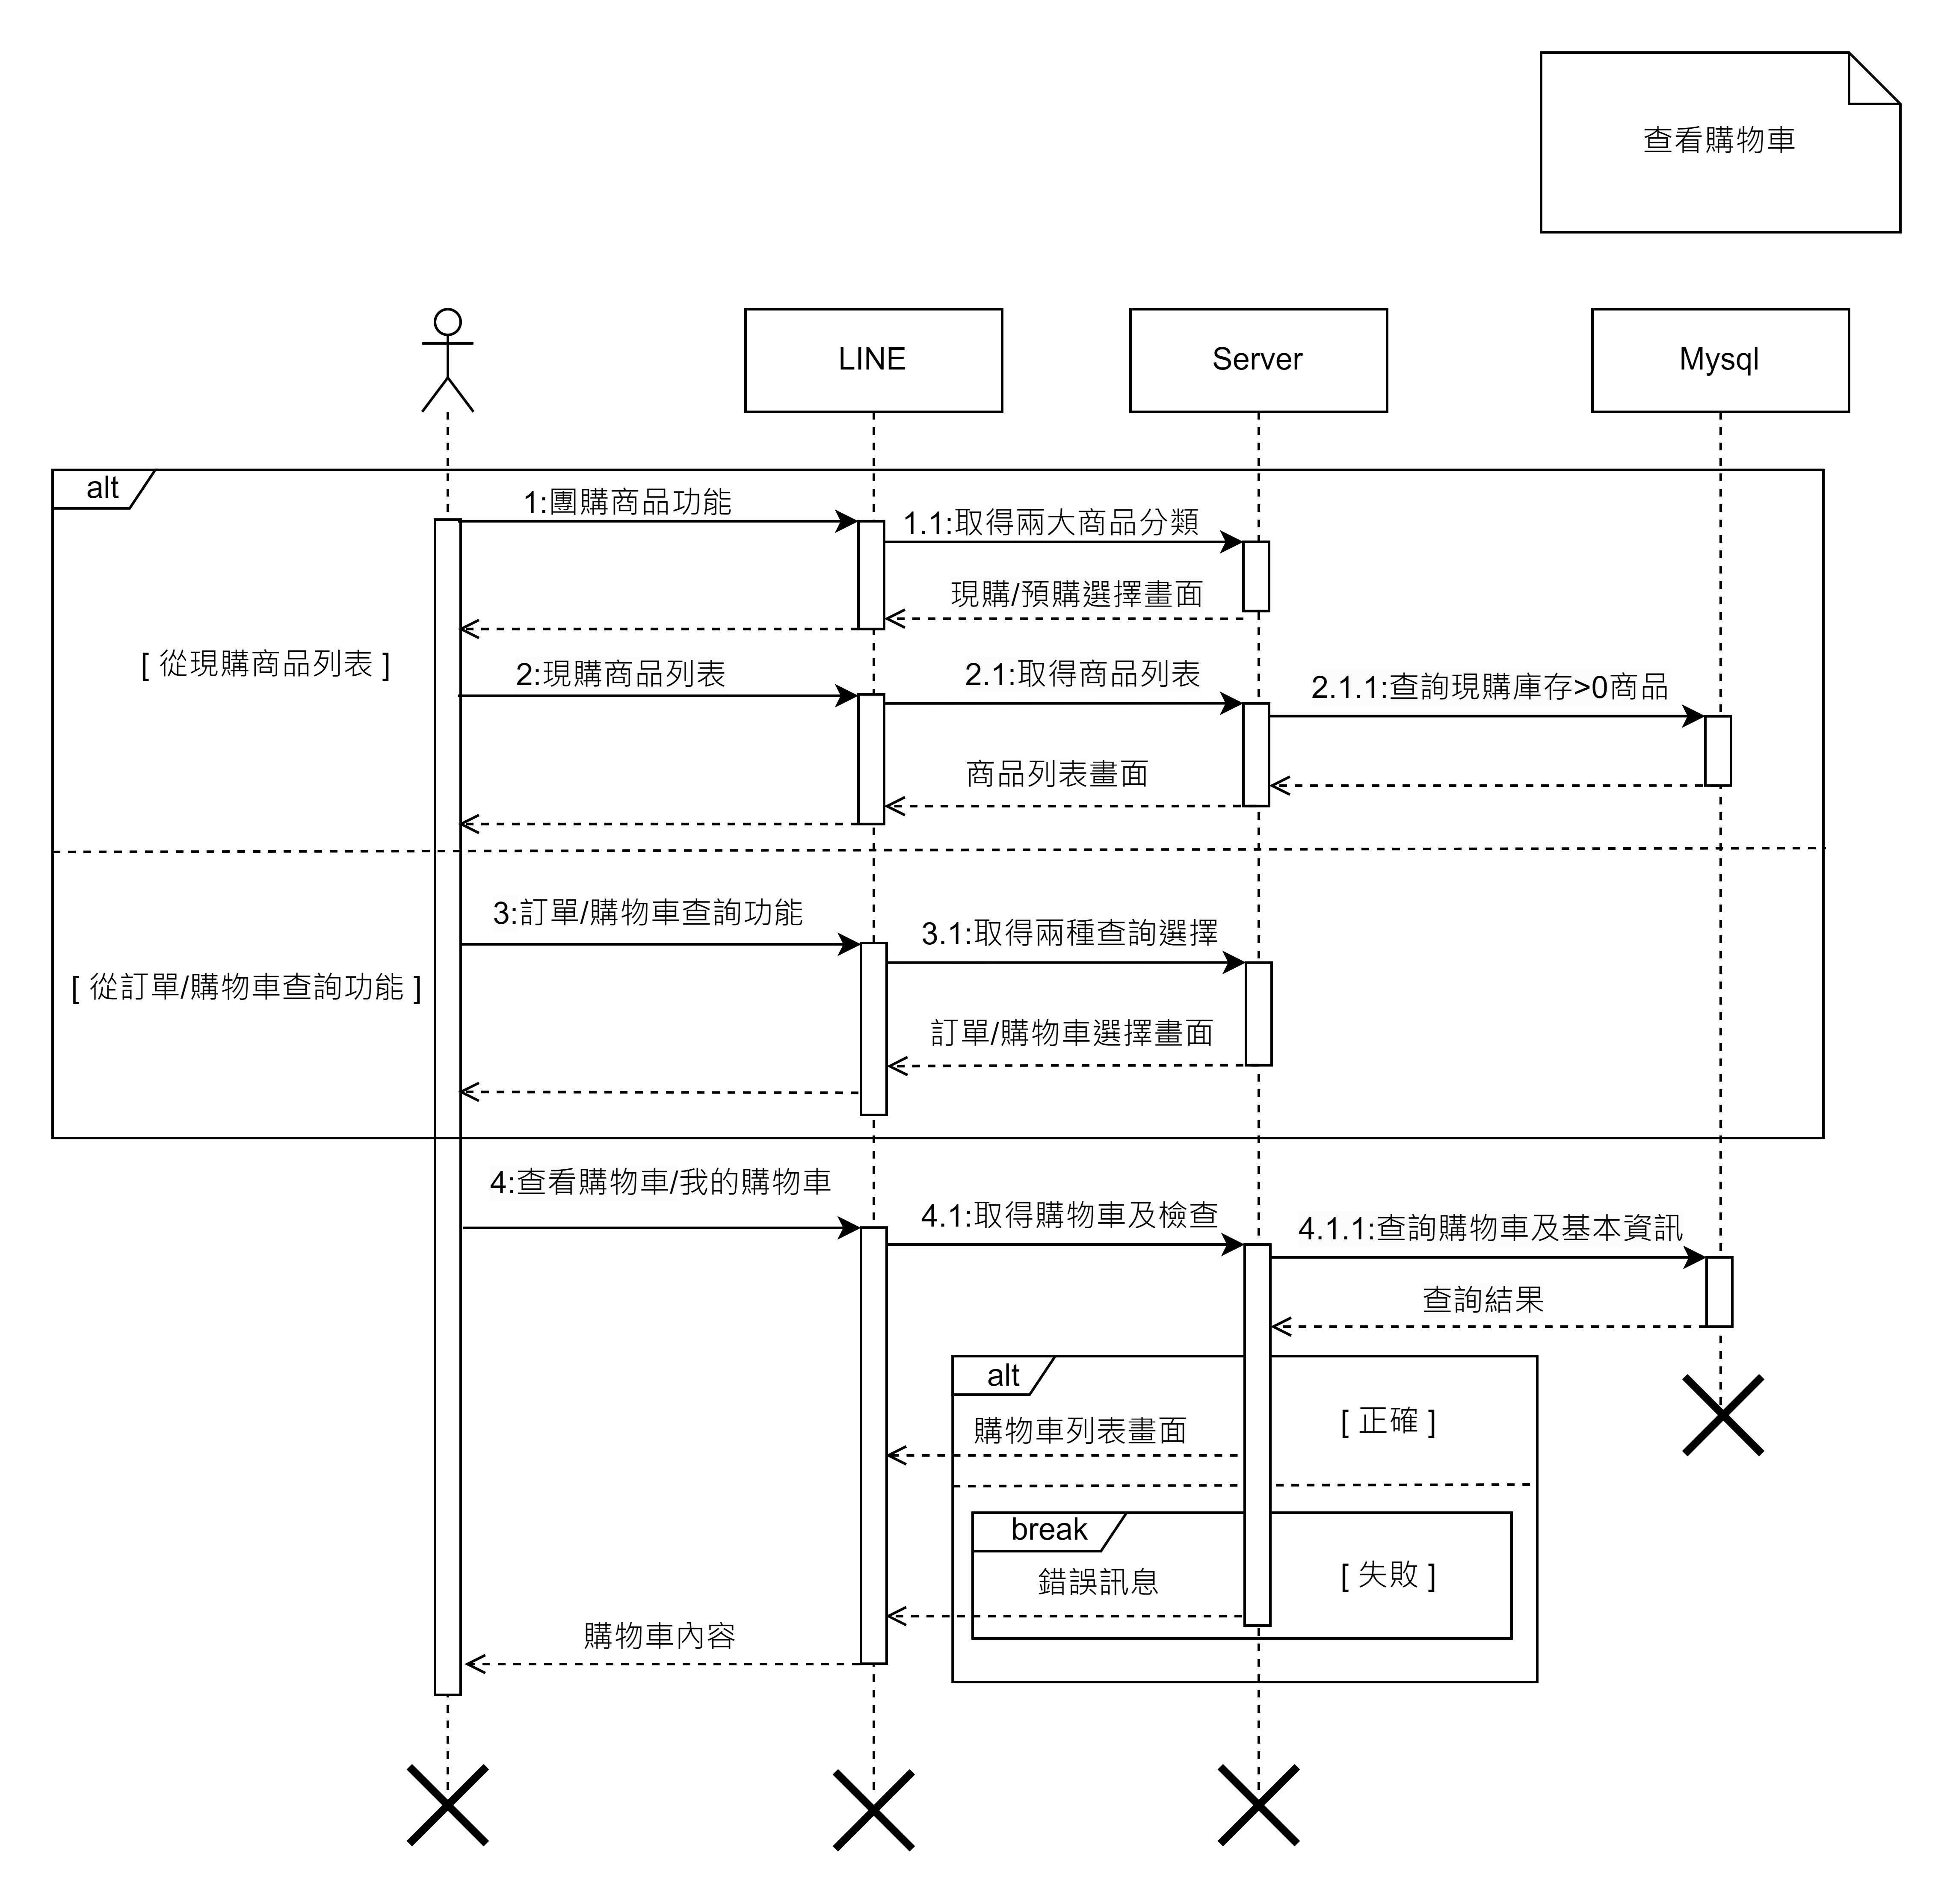 查看購物車
LINE
Server
Mysql
alt
1:團購商品功能
1.1:取得兩大商品分類
現購/預購選擇畫面
[ 從現購商品列表 ]
2:現購商品列表
2.1:取得商品列表
2.1.1:查詢現購庫存>0商品
商品列表畫面
3:訂單/購物車查詢功能
3.1:取得兩種查詢選擇
[ 從訂單/購物車查詢功能 ]
訂單/購物車選擇畫面
4:查看購物車/我的購物車
4.1:取得購物車及檢查
4.1.1:查詢購物車及基本資訊
查詢結果
alt
[ 正確 ]
購物車列表畫面
break
[ 失敗 ]
錯誤訊息
購物車內容